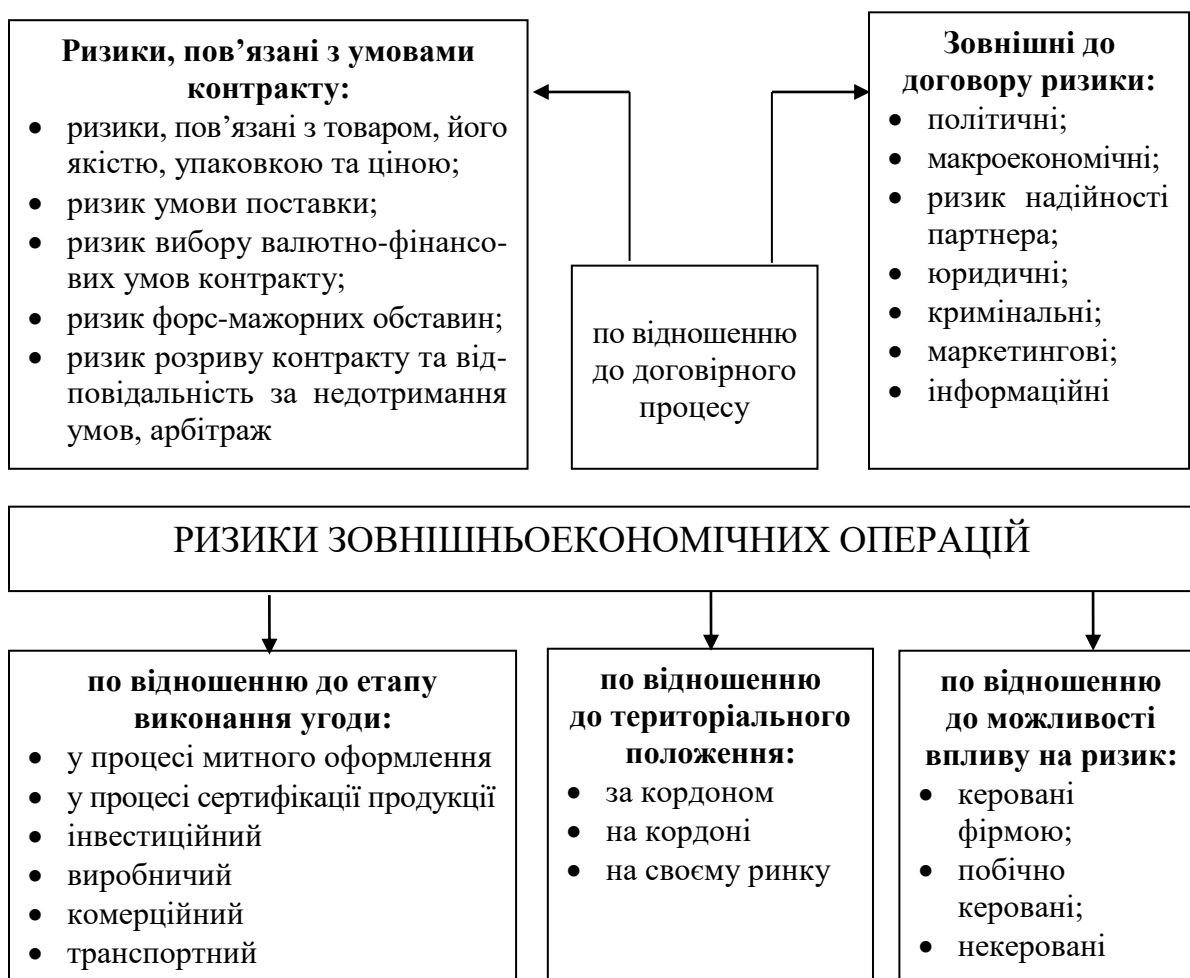 Ризики, пов’язані з умовами
контракту:
• ризики, пов’язані з товаром, його
якістю, упаковкою та ціною;
• ризик умови поставки;
• ризик вибору валютно-фінансо-
вих умов контракту;
• ризик форс-мажорних обставин;
• ризик розриву контракту та від-
повідальність за недотримання
умов, арбітраж
по відношенню
до договірного
процесу
Зовнішні до
договору ризики:
• політичні;
• макроекономічні;
• ризик надійності
партнера;
• юридичні;
• кримінальні;
• маркетингові;
• інформаційні
РИЗИКИ ЗОВНІШНЬОЕКОНОМІЧНИХ ОПЕРАЦІЙ
по відношенню до етапу
виконання угоди:
• у процесі митного оформлення
• у процесі сертифікації продукції
• інвестиційний
• виробничий
• комерційний
• транспортний
по відношенню
до територіального
положення:
• за кордоном
• на кордоні
• на своєму ринку
по відношенню
до можливості
впливу на ризик:
• керовані
фірмою;
• побічно
керовані;
• некеровані